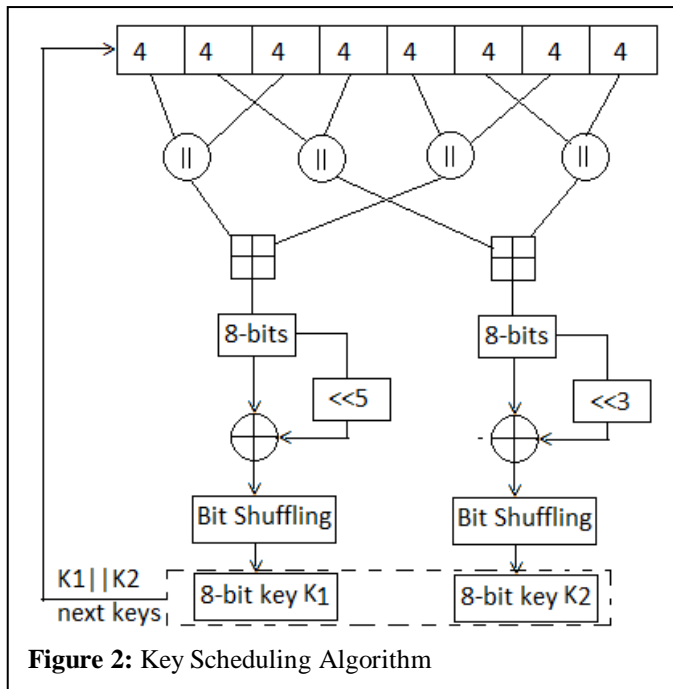 4 4 4 4 4 4 4 4
|| || || ||
8-bits 8-bits
<<5 <<3
Bit Shuffling Bit Shuffling
K1||K2
8-bit key K1 8-bit key K2
next keys
Figure 2: Key Scheduling Algorithm